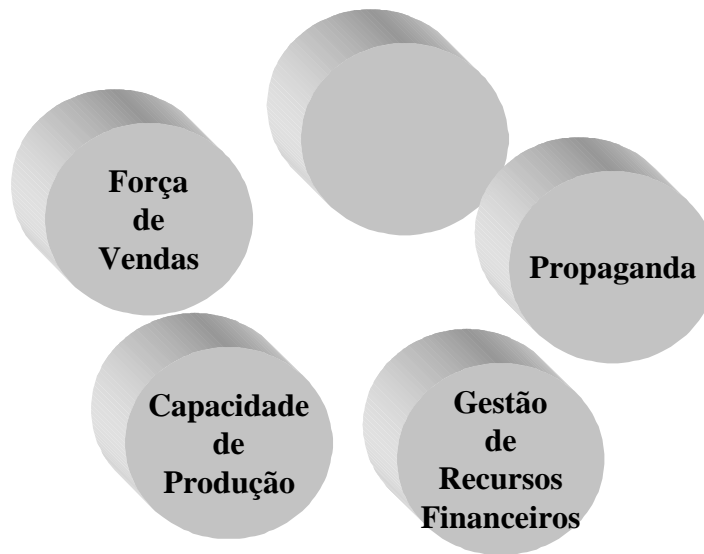 Força
de
Vendas
Propaganda
Capacidade
de
Produção
Gestão
de
Recursos
Financeiros